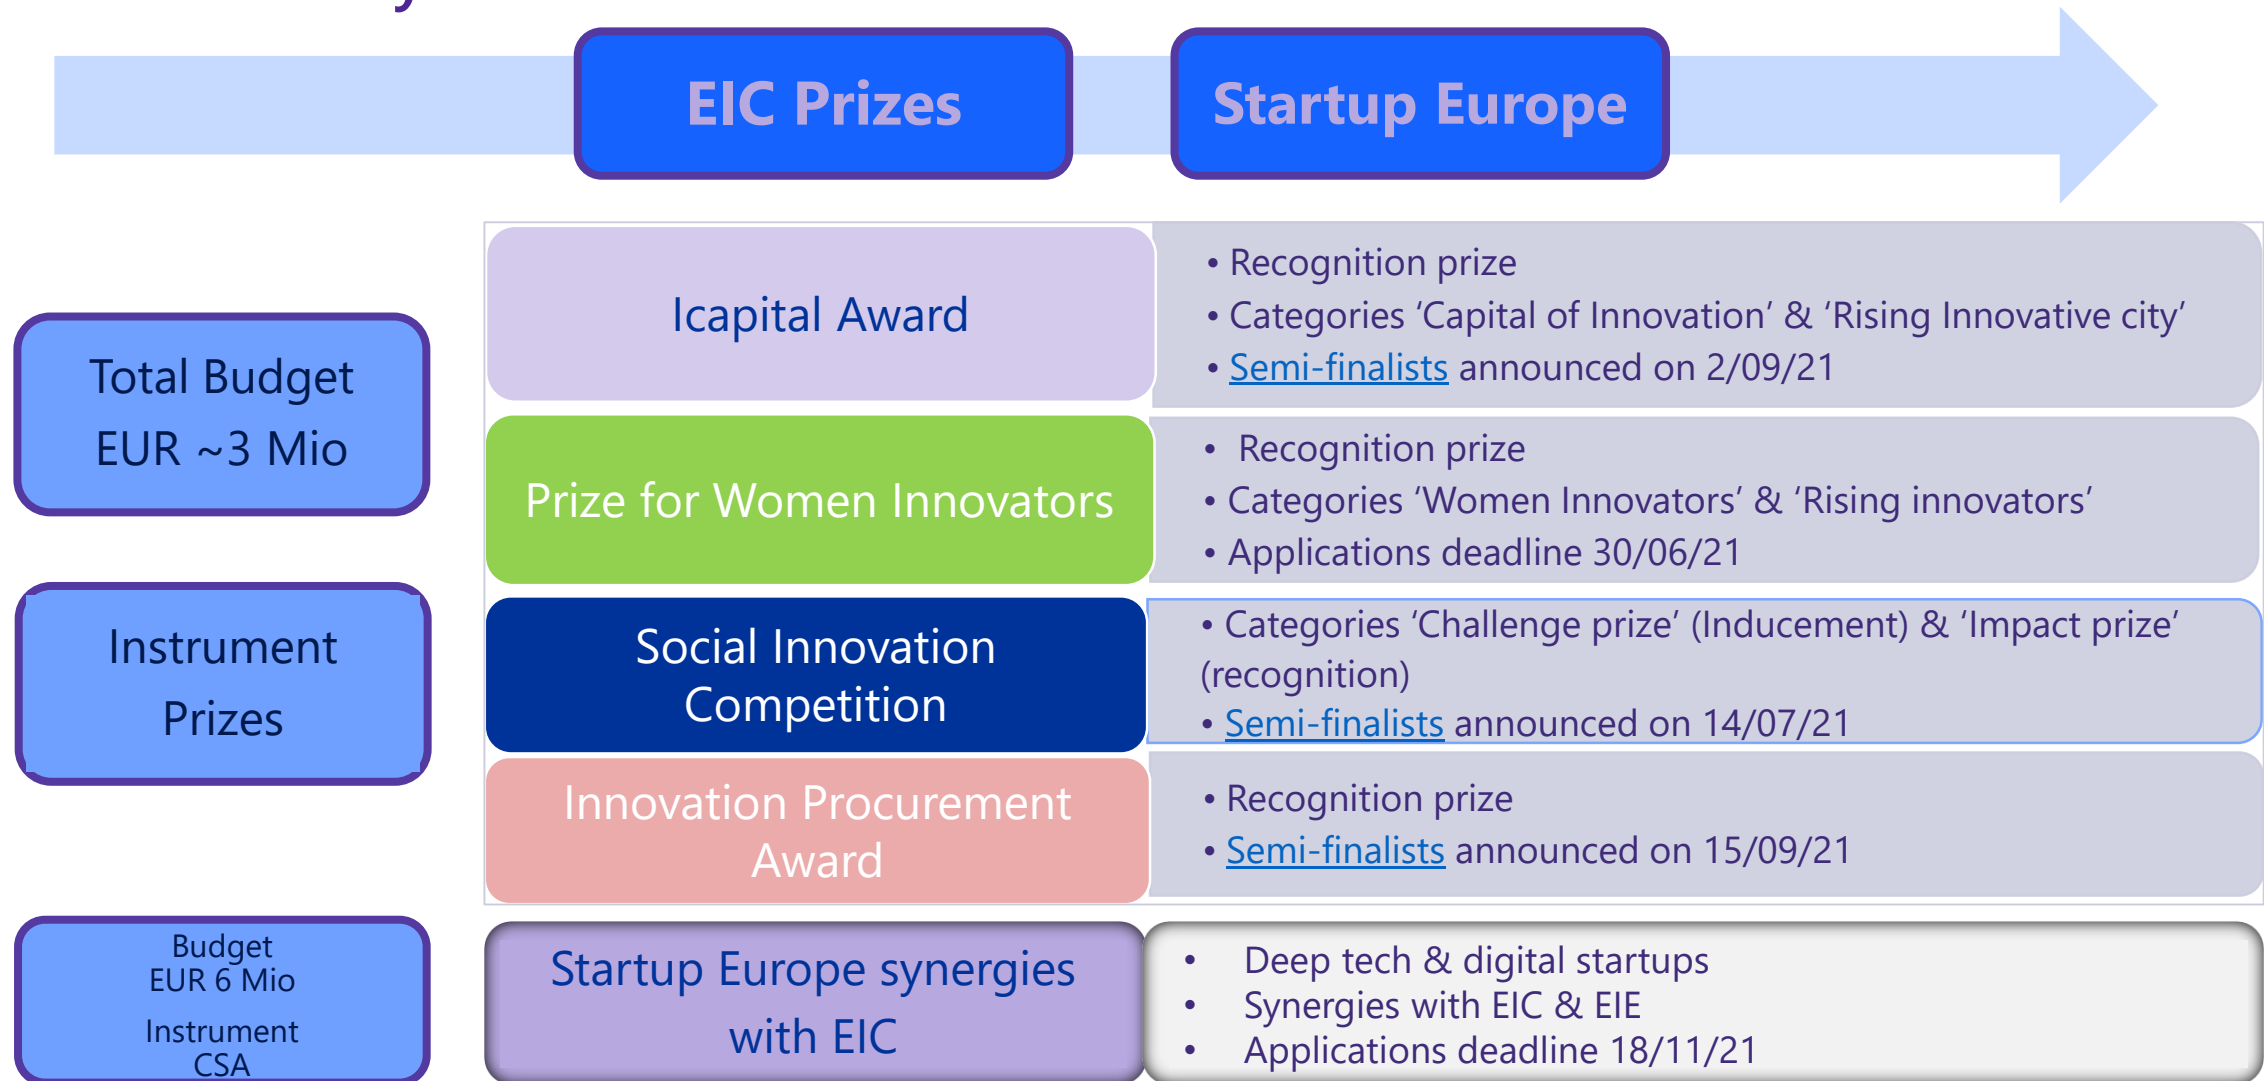 EIC Prizes
Startup Europe
Total Budget
EUR ~3 Mio
Instrument
Prizes
Icapital Award
• Recognition prize
• Categories ‘Capital of Innovation’ & ‘Rising Innovative city’
• Semi-finalists announced on 2/09/21
Prize for Women Innovators
• Recognition prize
• Categories ‘Women Innovators’ & ‘Rising innovators’
• Applications deadline 30/06/21
Social Innovation
Competition
• Categories ‘Challenge prize’ (Inducement) & ‘Impact prize’
(recognition)
• Semi-finalists announced on 14/07/21
Innovation Procurement
Award
• Recognition prize
• Semi-finalists announced on 15/09/21
Budget
EUR 6 Mio
Instrument
CSA
Startup Europe synergies
with EIC
• Deep tech & digital startups
• Synergies with EIC & EIE
• Applications deadline 18/11/21